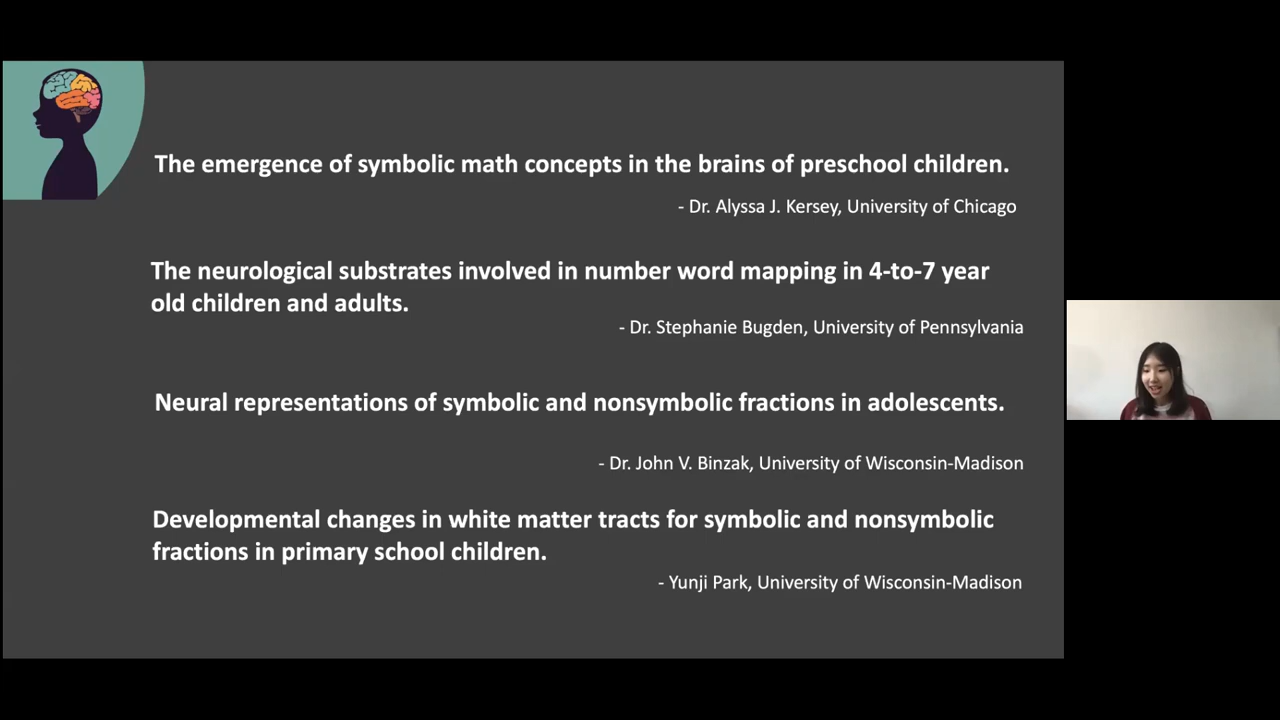 The emergence of symbolic math concepts in the brains of preschool children.
- Dr. Alyssa J. Kersey, University of Chicago
The neurological substrates involved in number word mapping in 4-to-7 year
old children and adults.
- Dr. Stephanie Bugden, University of Pennsylvania
Neural representations of symbolic and nonsymbolic fractions in adolescents.
- Dr. John V. Binzak, University of Wisconsin-Madison
Developmental changes in white matter tracts for symbolic and nonsymbolic
fractions in primary school children.
- Yunji Park, University of Wisconsin-Madison